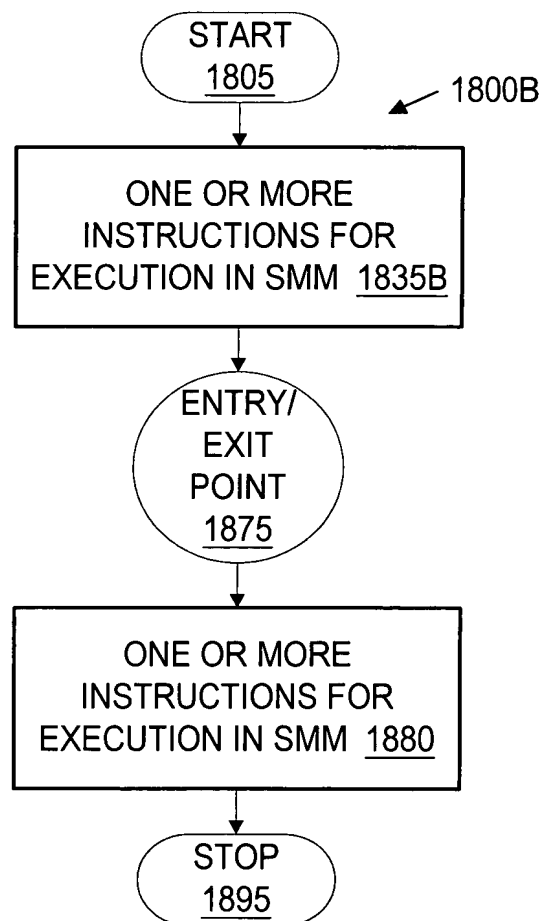 START
1805
1800B
ONE OR MORE
INSTRUCTIONS FOR
EXECUTION IN SMM 1835B
ENTRY/
EXIT
POINT
1875
ONE OR MORE
INSTRUCTIONS FOR
EXECUTION IN SMM 1880
STOP
1895